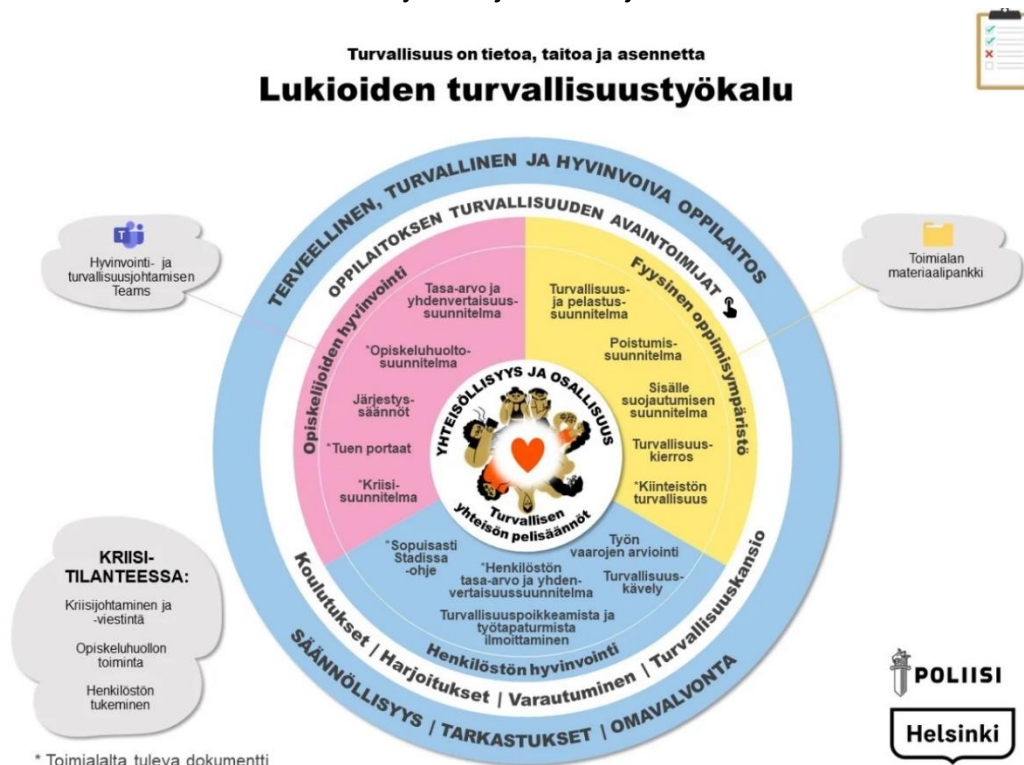 Turvallisuus on tietoa, taitoa ja asennetta
Lukioiden turvallisuustyökalu
TERVEELLINEN, TURVALLINEN JA HYVINVOIVA OPPILAITOS
OPPILAITOKSEN TURVALLISUUDEN AVAINTOIMIJAT
Hyvinvointi- ja
turvallisuusjohtamisen
Teams
Toimialan
materiaalipankki
Opiskelijoiden hyvinvointi
Tasa-arvo ja
yhdenvertaisuus-
suunnitelma
*Opiskeluhuolto-
suunnitelma
Järjestys-
säännöt
*Tuen portaat
*Kriisi-
suunnitelma
Fyysinen oppimisympäristö
Turvallisuus-
ja pelastus-
suunnitelma
Poistumis-
suunnitelma
Sisälle
suojautumisen
suunnitelma
Turvallisuus-
kierros
*Kiinteistön
turvallisuus
YHTEISÖLLISYYS JA OSALLISUUS
Turvallisen
yhteisön pelisäännöt
*Sopuisasti
Stadissa
-ohje
*Henkilöstön
tasa-arvo ja yhden-
vertaisuussuunnitelma
Työn
vaarojen arviointi
Turvallisuus-
kävely
Turvallisuuspoikkeamista ja
työtapaturmista
ilmoittaminen
Henkilöstön hyvinvointi
Koulutukset | Harjoitukset | Varautuminen | Turvallisuuskansio
SÄÄNNÖLLISYYS | TARKASTUKSET | OMAVALVONTA
KRIISI-
TILANTEESSA:
Kriisijohtaminen ja
-viestintä
Opiskeluhuollon
toiminta
Henkilöstön
tukeminen
* Toimialalta tuleva dokumentti
POLIISI
Helsinki